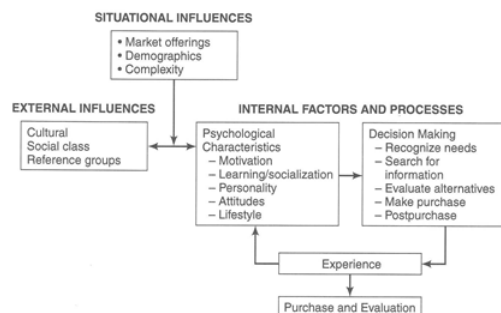 SITUATIONAL INFLUENCES
• Market offerings
• Demographics
• Complexity
EXTERNAL INFLUENCES
Cultural
Social class
Reference groups
INTERNAL FACTORS AND PROCESSES
Psychological
Characteristics
– Motivation
– Learning/socialization
– Personality
– Attitudes
– Lifestyle
Decision Making
– Recognize needs
– Search for
information
– Evaluate alternatives
– Make purchase
– Postpurchase
Experience
Purchase and Evaluation